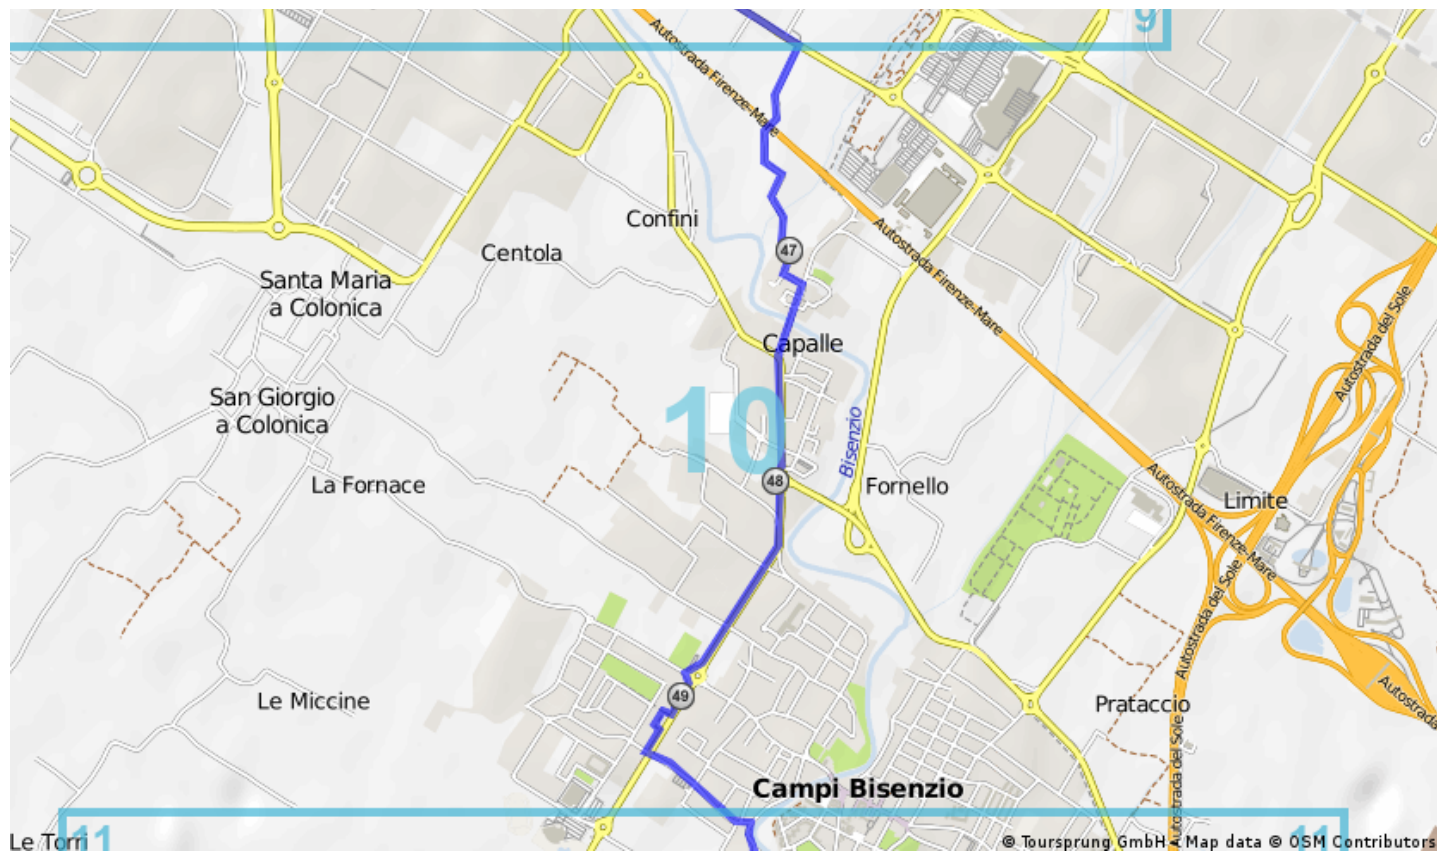 9
Autostrada Firenze-Mare
Confini
Autostrada Firenze-Mare
47
Centola
Santa Maria
a Colonica
Autostrada del Sole
Capalle
San Giorgio
a Colonica
10
Bisenzio
La Fornace
48
Fornello
Autostrada Firenze-Mare
Limite
Autostrada del Sole
49
Le Miccine
Prataccio
Autostrada
Autostrada del Sole
Campi Bisenzio
Le Torri
11
11
© Toursprung GmbH • Map data © OSM Contributors